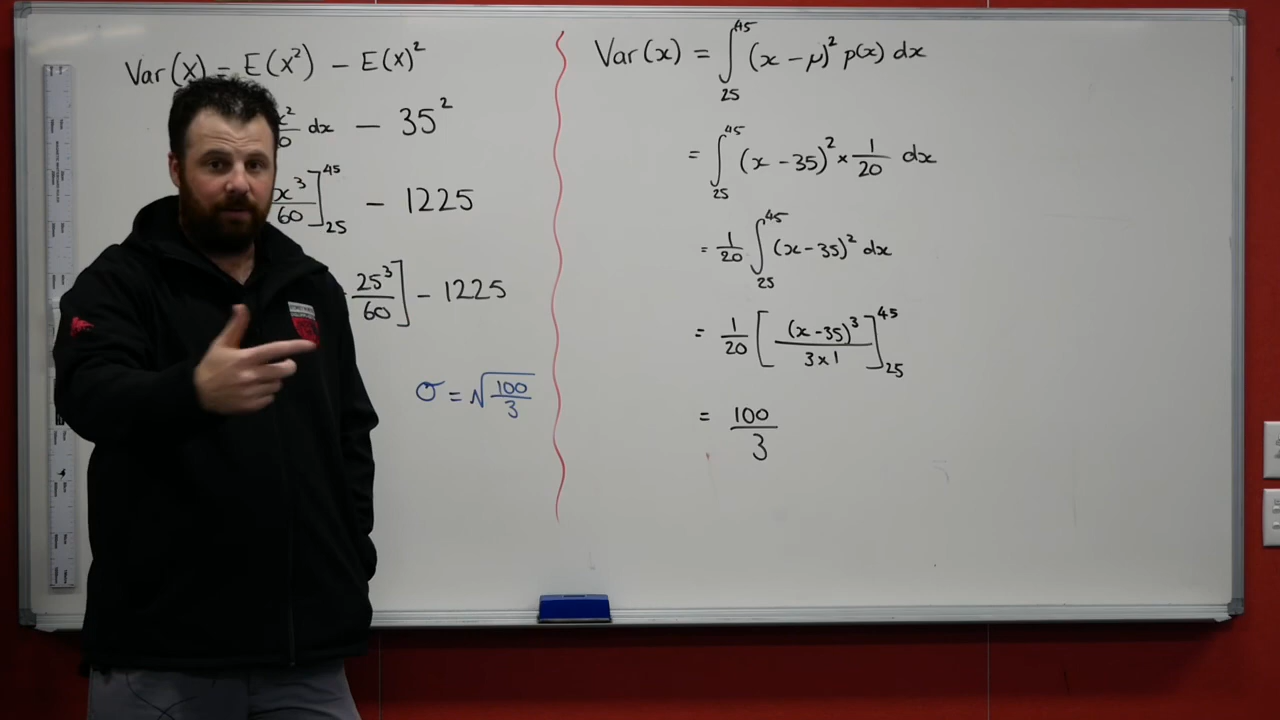 Var(x) = E(x²) − E(x)²
dx − 35²
x³/60 ]₂₅⁴⁵ − 1225
25³/60 ] − 1225
σ = √(100/3)
Var(x) = ∫₂₅⁴⁵ (x − μ)² p(x) dx
= ∫₂₅⁴⁵ (x − 35)² × 1/20 dx
= 1/20 ∫₂₅⁴⁵ (x − 35)² dx
= 1/20 [ (x − 35)³ / 3×1 ]₂₅⁴⁵
= 100/3